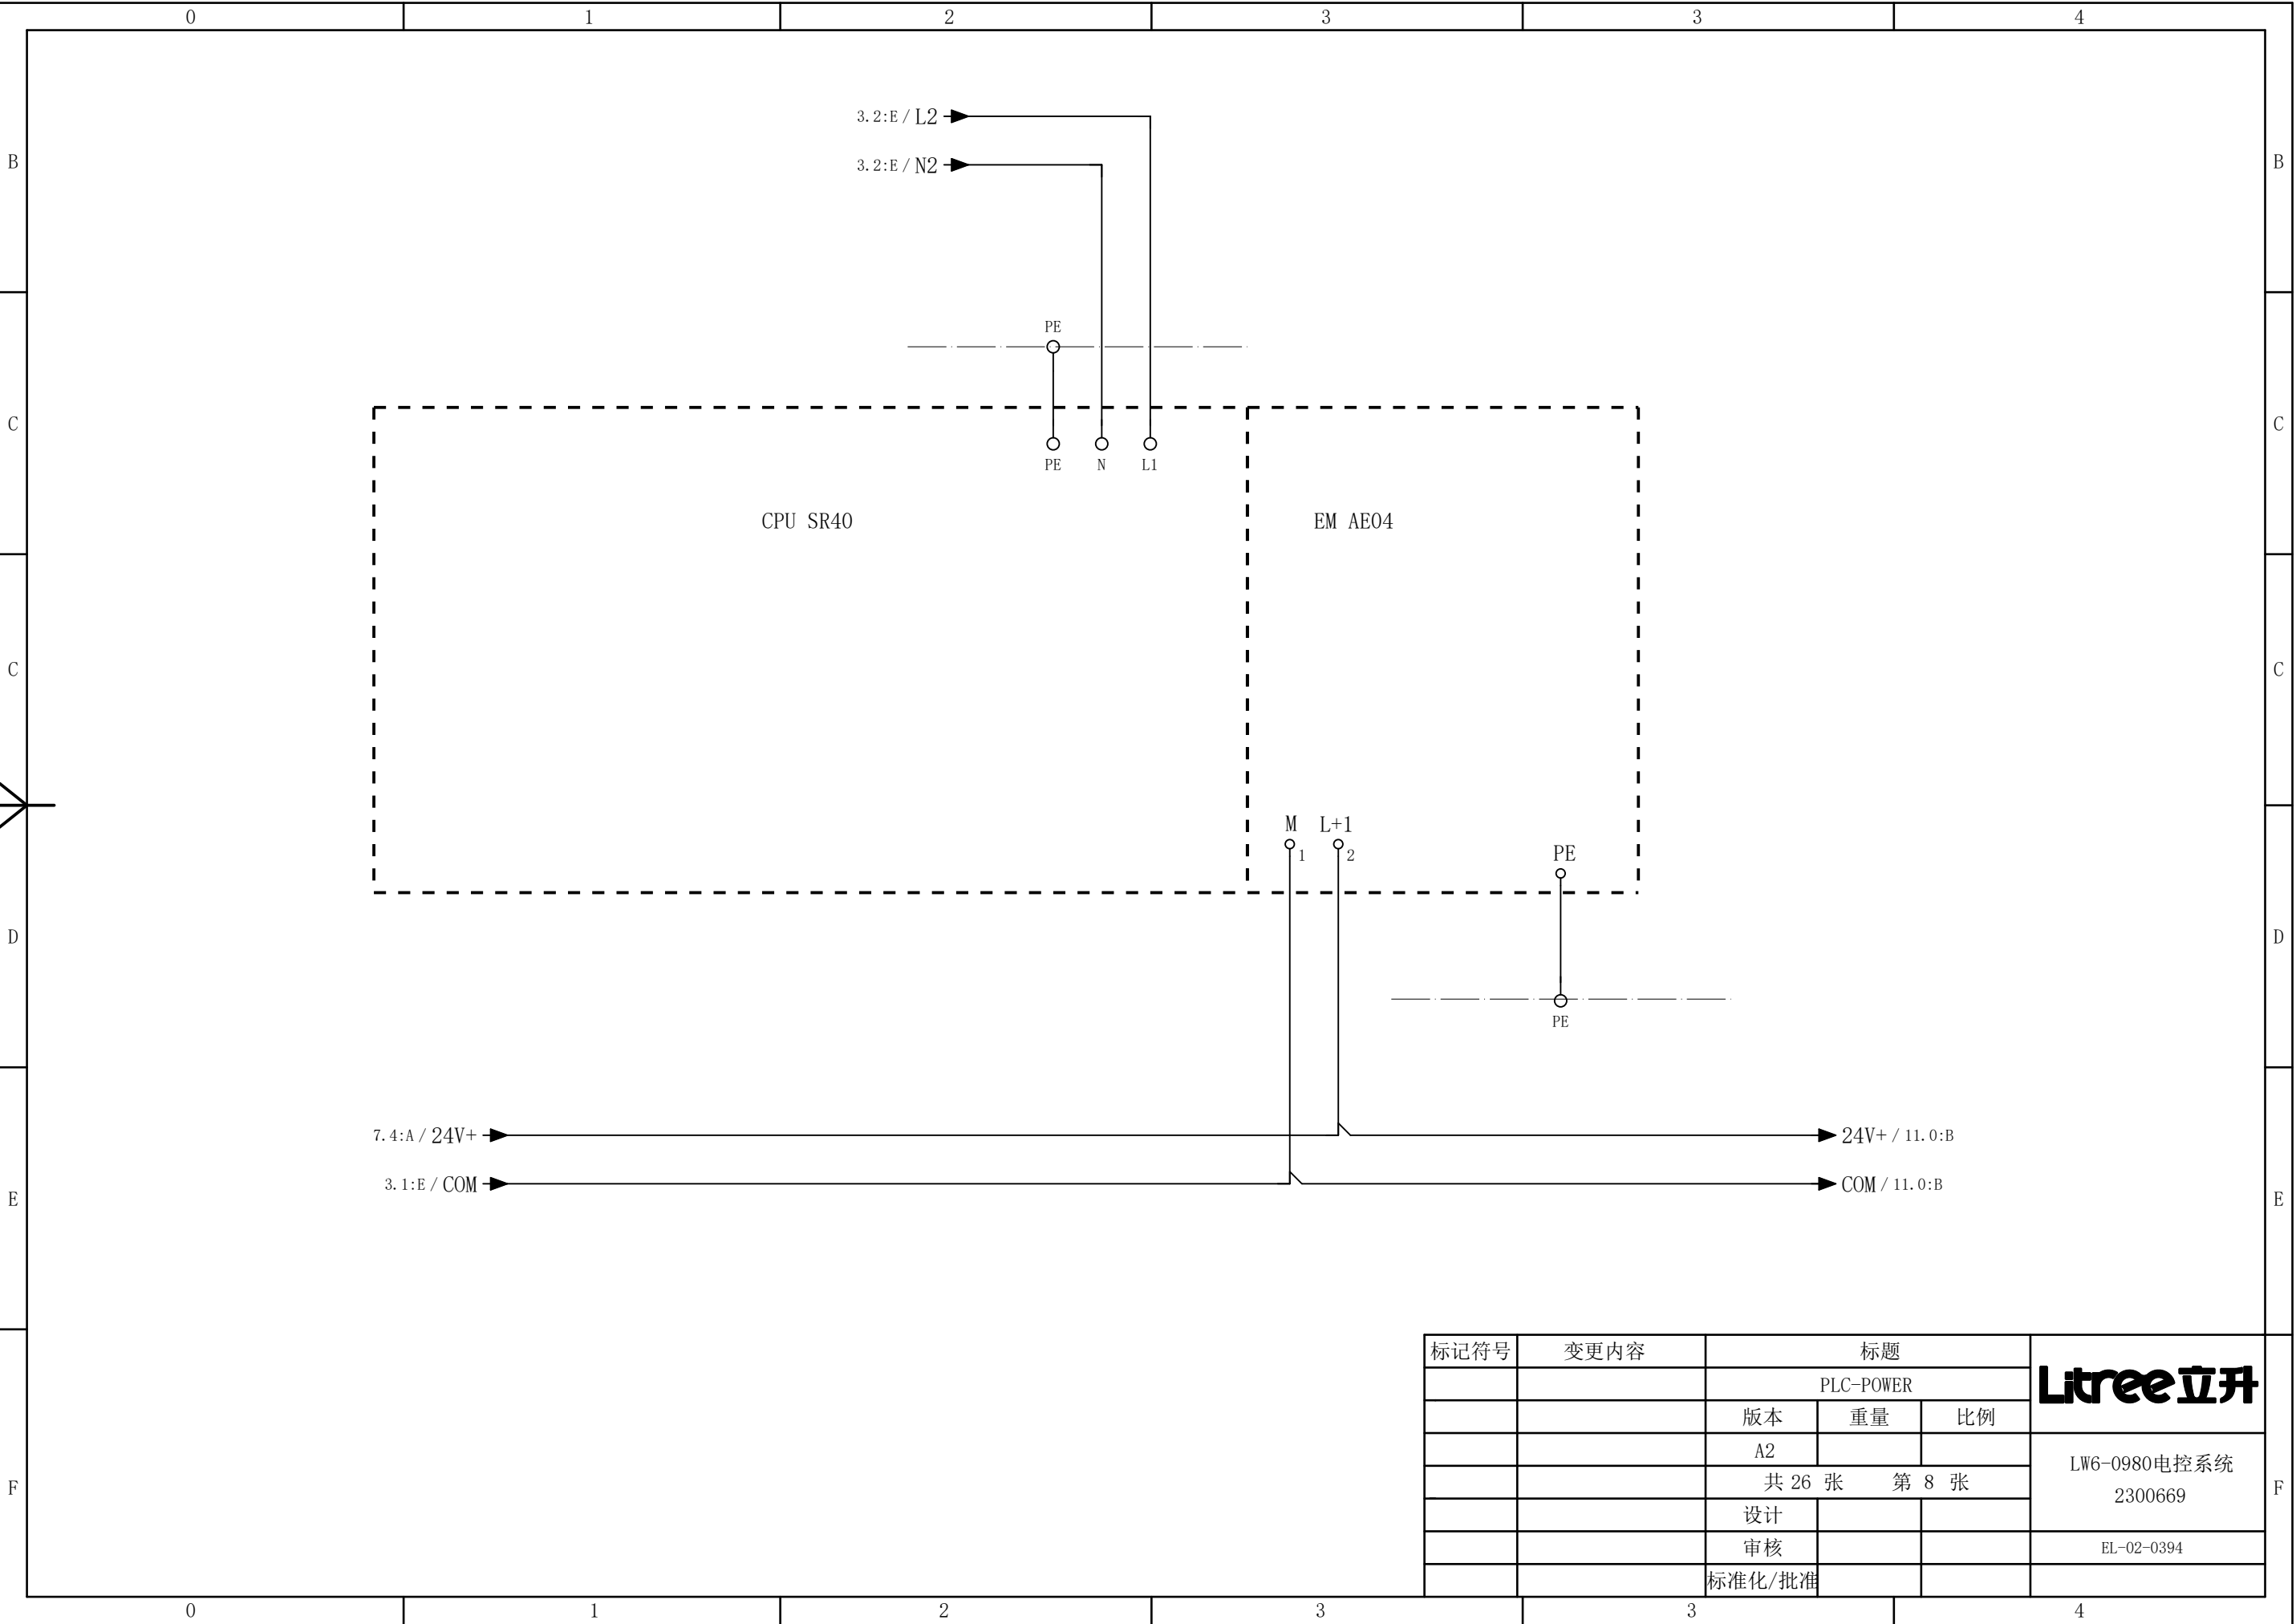 0 1 2 3 3 4
3.2:E / L2
B 3.2:E / N2 B
PE
C C
PE N L1
CPU SR40 EM AE04
C C
M L+1
1 2 PE
D D
PE
7.4:A / 24V+ 24V+ / 11.0:B
3.1:E / COM COM / 11.0:B
E E
标记符号 变更内容 标题
Litree立升
PLC-POWER
版本 重量 比例
A2
LW6-0980电控系统
共 26 张 第 8 张
2300669
F F
设计
审核 EL-02-0394
标准化/批准
0 1 2 3 3 4